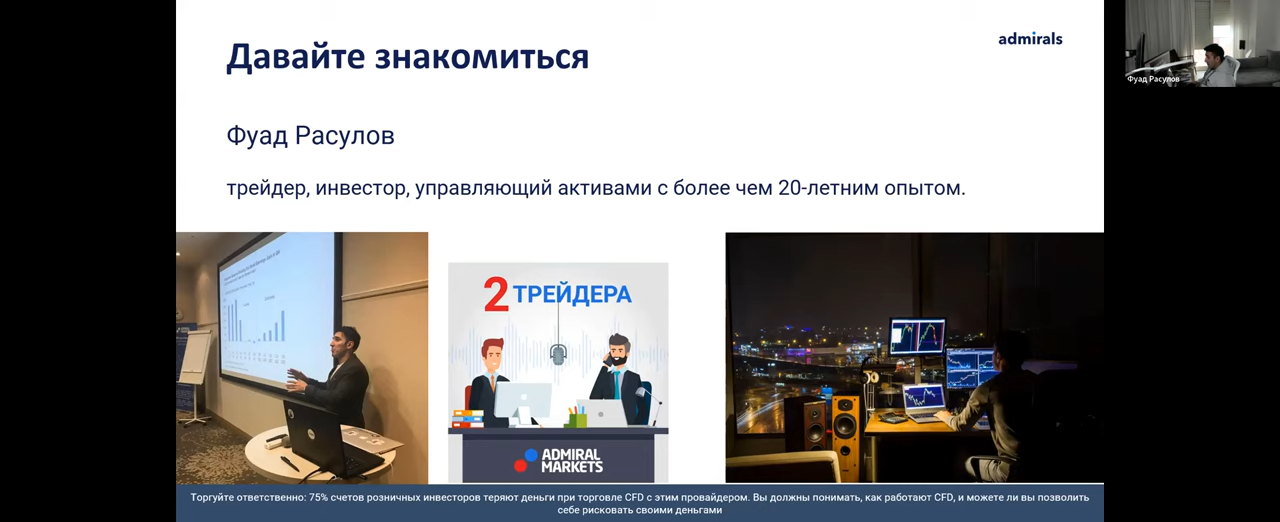 Давайте знакомиться
admirals
Фуад Расулов
Фуад Расулов
трейдер, инвестор, управляющий активами с более чем 20-летним опытом.
2 ТРЕЙДЕРА
ADMIRAL
MARKETS
Торгуйте ответственно: 75% счетов розничных инвесторов теряют деньги при торговле CFD с этим провайдером. Вы должны понимать, как работают CFD, и можете ли вы позволить
себе рисковать своими деньгами